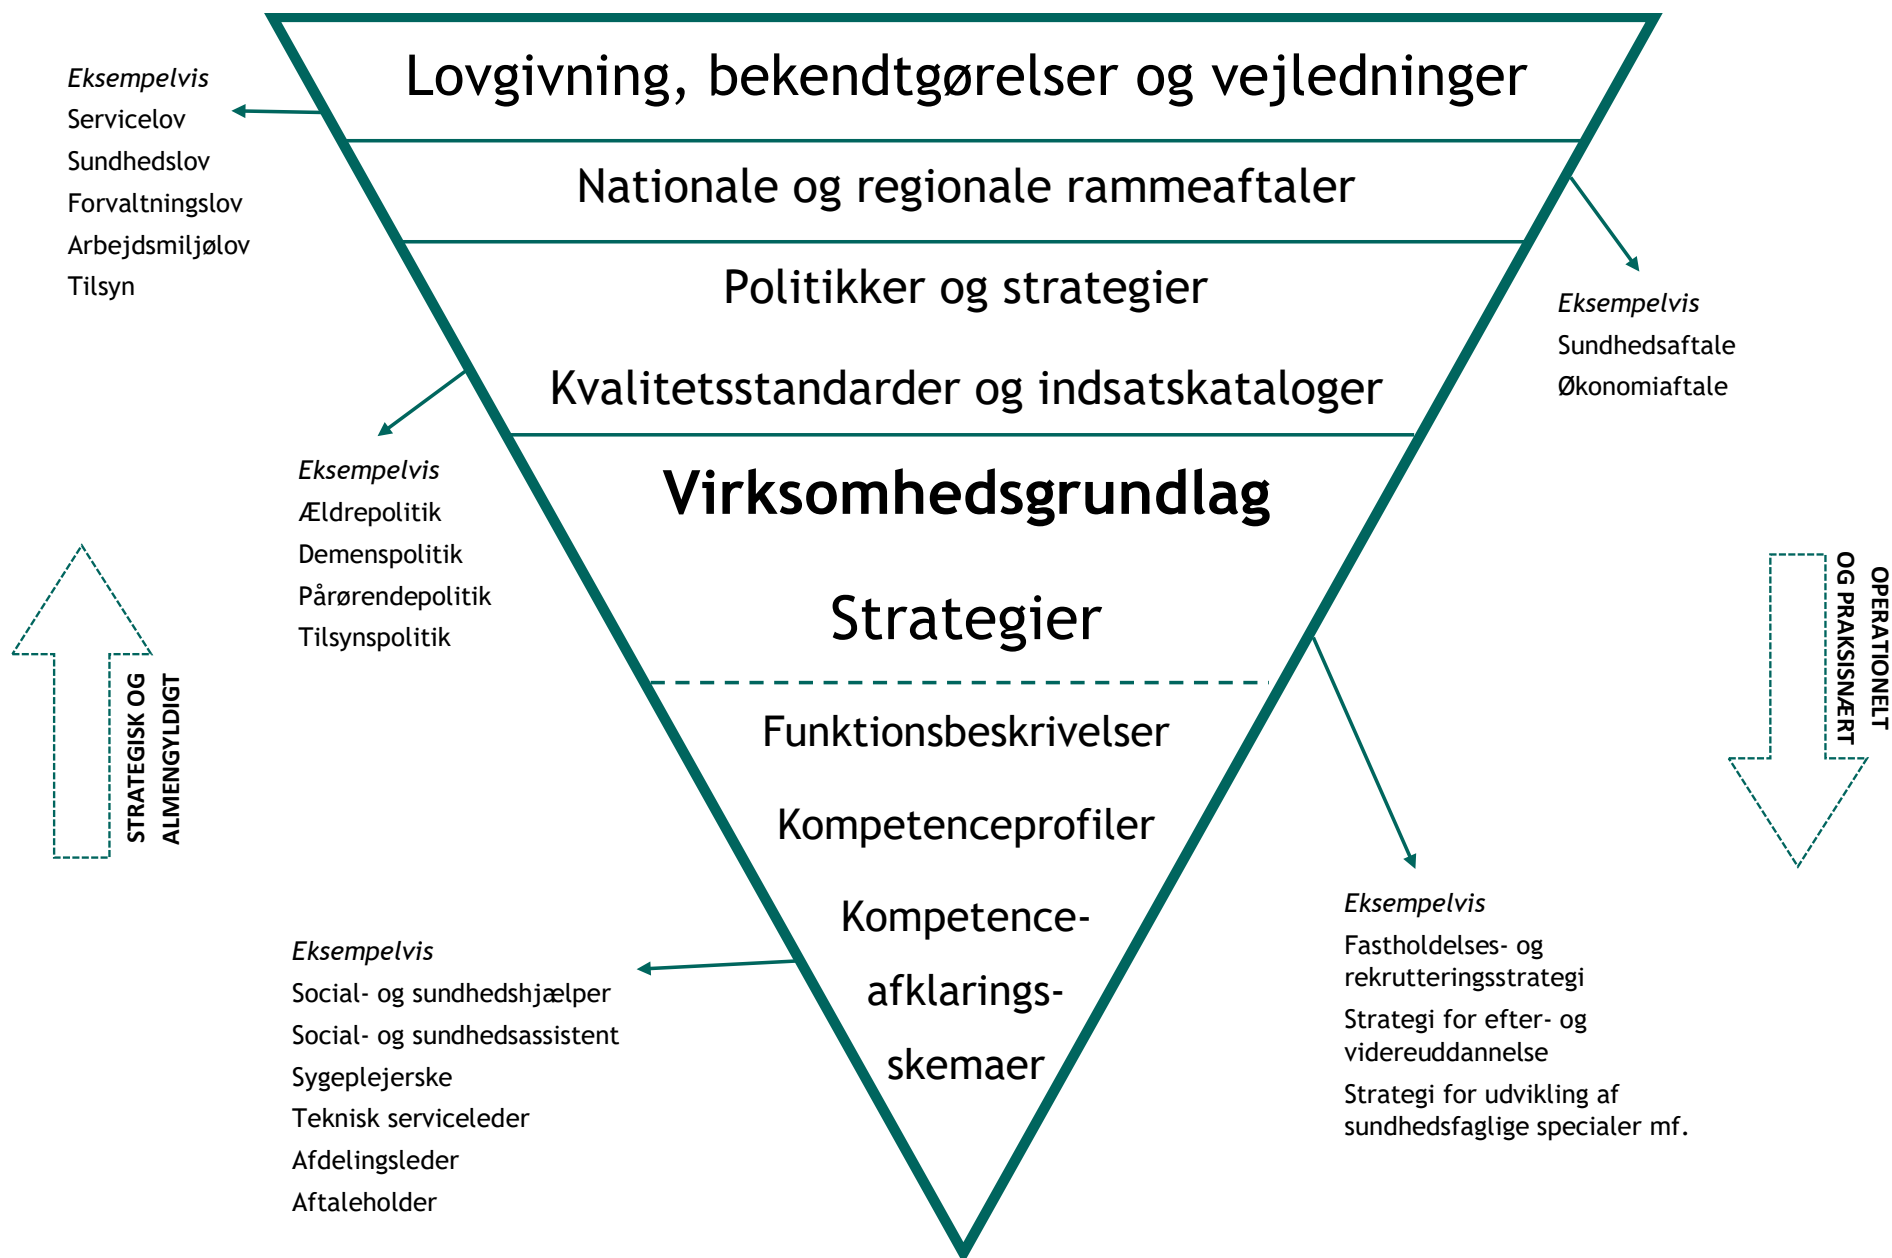 Lovgivning, bekendtgørelser og vejledninger
Nationale og regionale rammeaftaler
Politikker og strategier
Kvalitetsstandarder og indsatskataloger
Virksomhedsgrundlag
Strategier
Funktionsbeskrivelser
Kompetenceprofiler
Kompetence-
afklarings-
skemaer
Eksempelvis
Servicelov
Sundhedslov
Forvaltningslov
Arbejdsmiljølov
Tilsyn
Eksempelvis
Sundhedsaftale
Økonomiaftale
Eksempelvis
Ældrepolitik
Demenspolitik
Pårørendepolitik
Tilsynspolitik
STRATEGISK OG
ALMENGYLDIGT
OPERATIONELT
OG PRAKSISNÆRT
Eksempelvis
Fastholdelses- og
rekrutteringsstrategi
Strategi for efter- og
videreuddannelse
Strategi for udvikling af
sundhedsfaglige specialer mf.
Eksempelvis
Social- og sundhedshjælper
Social- og sundhedsassistent
Sygeplejerske
Teknisk serviceleder
Afdelingsleder
Aftaleholder